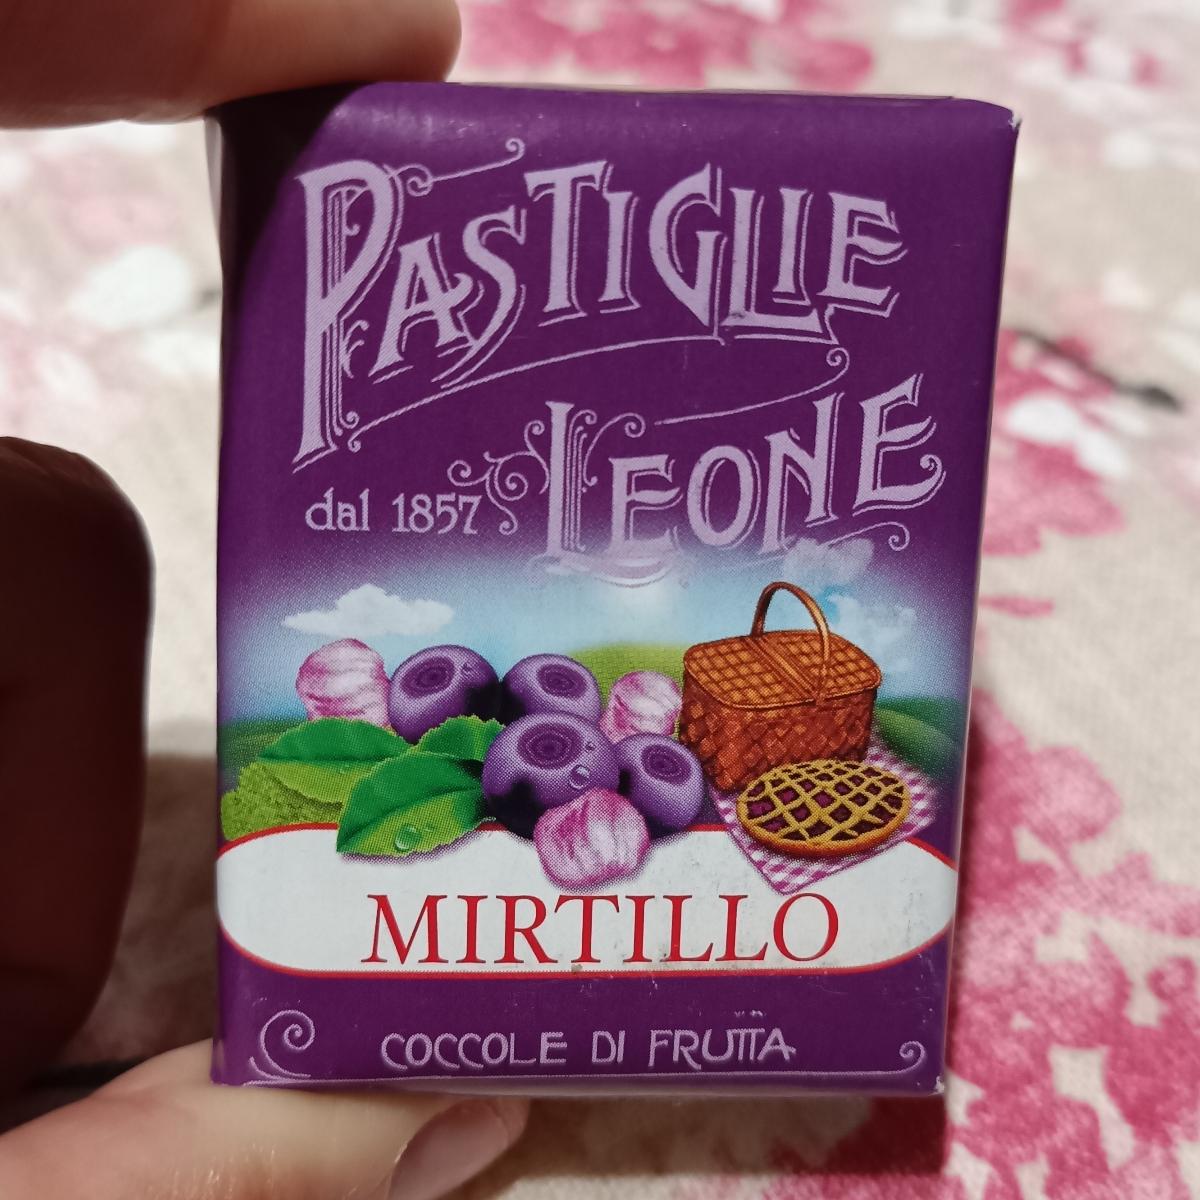 PASTIGLIE
LEONE
dal 1857
MIRTILLO
COCCOLE DI FRUTTA